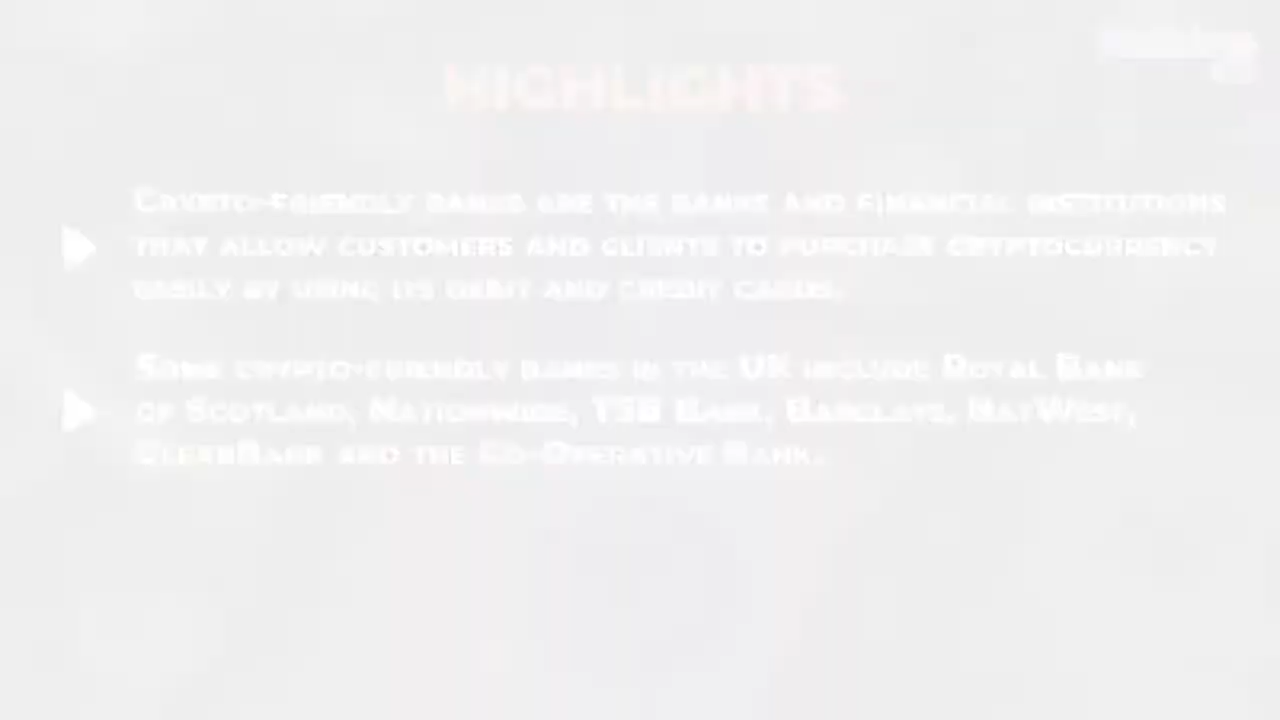 HIGHLIGHTS
Crypto-friendly banks are the banks and financial institutions
that allow customers and clients to purchase cryptocurrency
easily by using its debit and credit cards.
Some crypto-friendly banks in the UK include Royal Bank
of Scotland, Nationwide, TSB Bank, Barclays, NatWest,
ClearBank and the Co-Operative Bank.